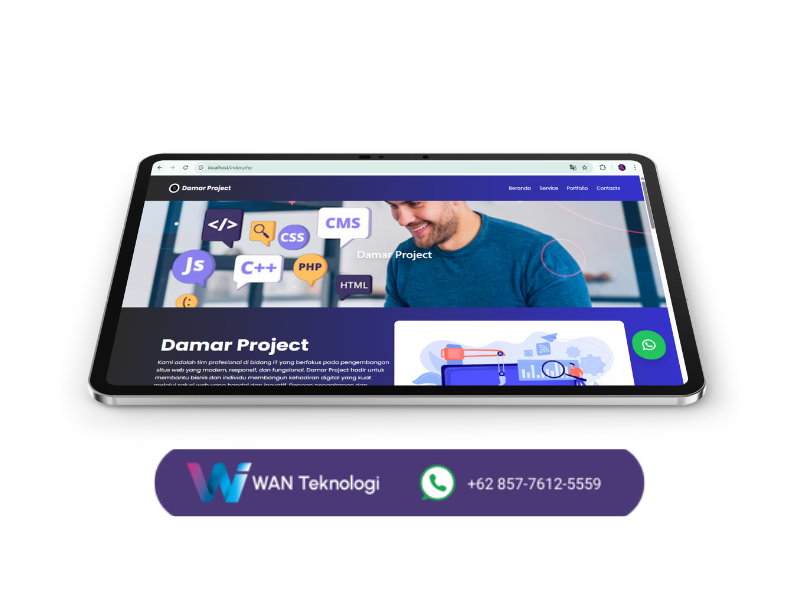 localhost/index.php
Damar Project
Beranda Service Portfolio Contacts
</>
CSS
CMS
Js
C++
PHP
HTML
Damar Project
Damar Project
Kami adalah tim profesional di bidang IT yang berfokus pada pengembangan
situs web yang modern, responsif, dan fungsional. Damar Project hadir untuk
membantu bisnis dan individu membangun kehadiran digital yang kuat
WAN Teknologi
+62 857-7612-5559